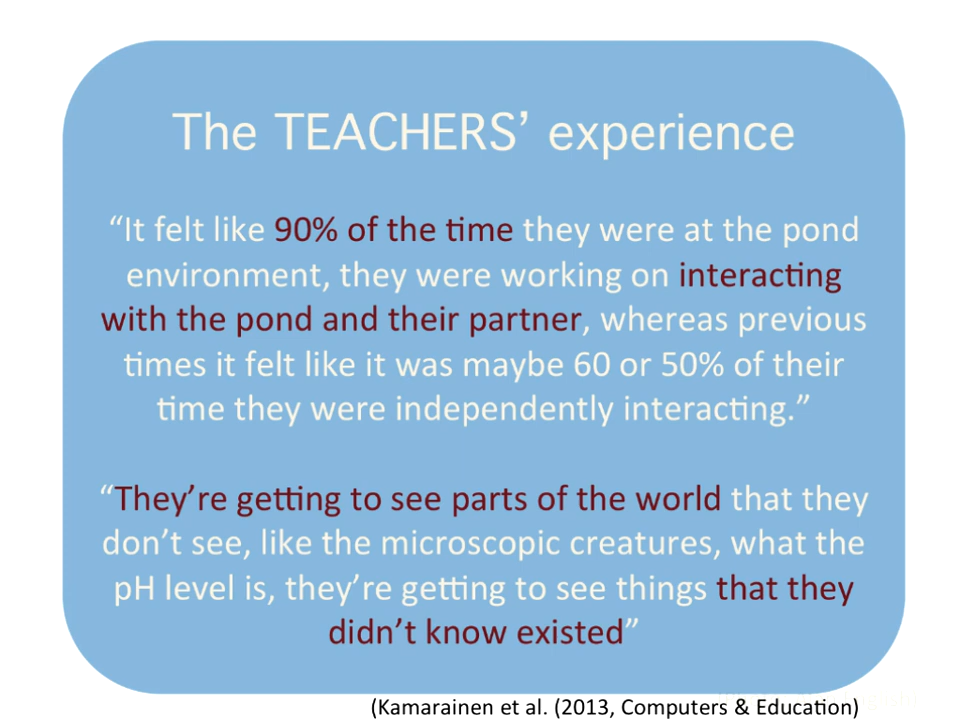 The TEACHERS’ experience
“It felt like 90% of the time they were at the pond
environment, they were working on interacting
with the pond and their partner, whereas previous
times it felt like it was maybe 60 or 50% of their
time they were independently interacting.”
“They’re getting to see parts of the world that they
don’t see, like the microscopic creatures, what the
pH level is, they’re getting to see things that they
didn’t know existed”
(Kamarainen et al. (2013, Computers & Education)